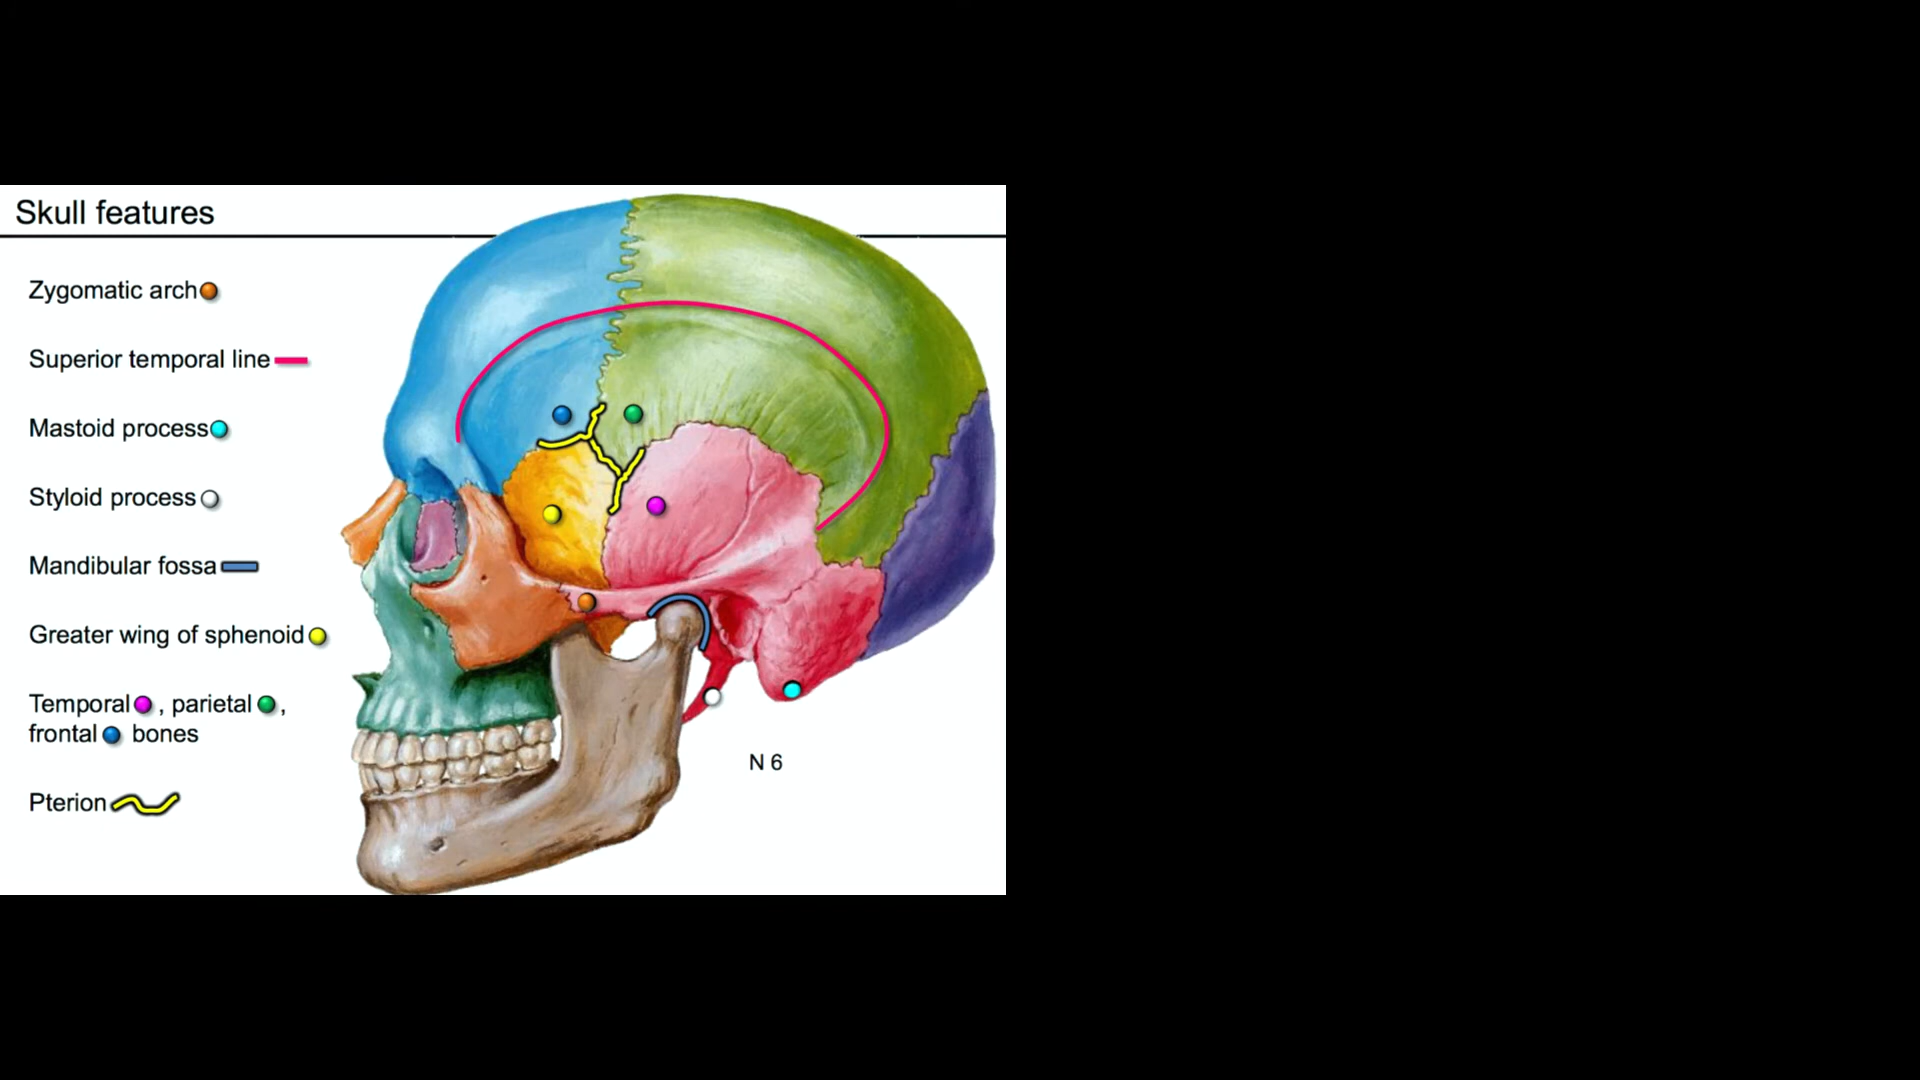 Skull features
Zygomatic arch
Superior temporal line
Mastoid process
Styloid process
Mandibular fossa
Greater wing of sphenoid
Temporal , parietal ,
frontal bones
Pterion
N 6